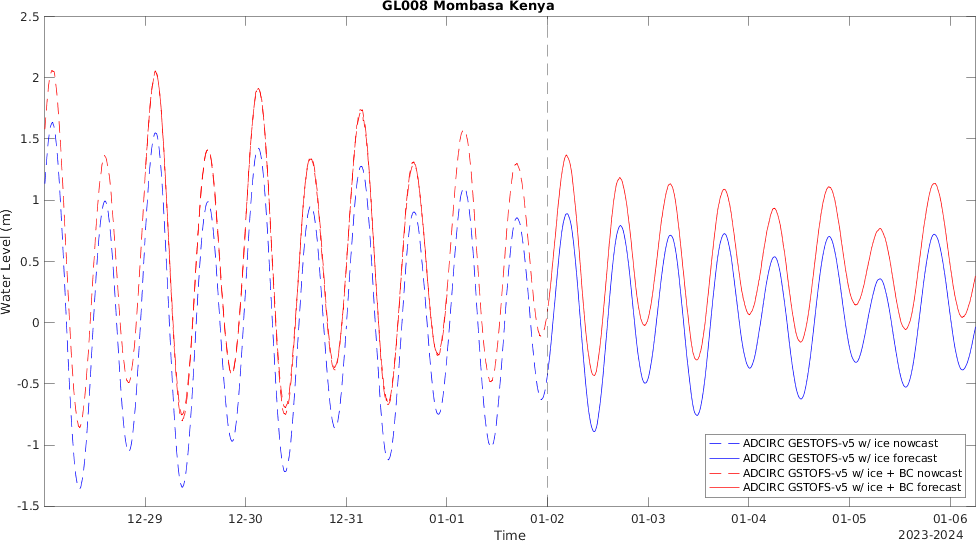 GL008 Mombasa Kenya
2.5
2
1.5
1
0.5
0
-0.5
-1
-1.5
Water Level (m)
12-29
12-30
12-31
01-01
01-02
01-03
01-04
01-05
01-06
Time
2023-2024
ADCIRC GESTOFS-v5 w/ ice nowcast
ADCIRC GESTOFS-v5 w/ ice forecast
ADCIRC GSTOFS-v5 w/ ice + BC nowcast
ADCIRC GSTOFS-v5 w/ ice + BC forecast